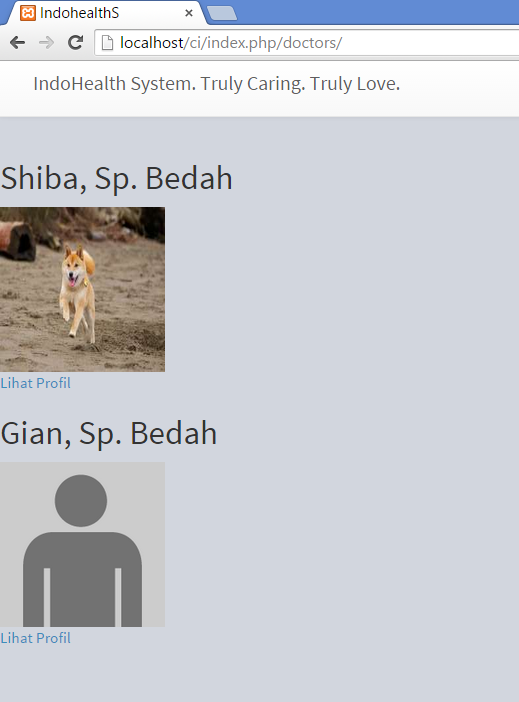 IndohealthS
localhost/ci/index.php/doctors/
IndoHealth System. Truly Caring. Truly Love.
Shiba, Sp. Bedah
Lihat Profil
Gian, Sp. Bedah
Lihat Profil